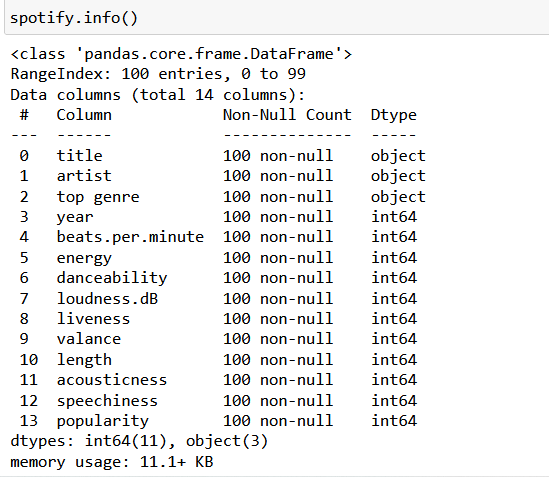 spotify.info()
<class 'pandas.core.frame.DataFrame'>
RangeIndex: 100 entries, 0 to 99
Data columns (total 14 columns):
 #   Column            Non-Null Count  Dtype
---  ------            --------------  -----
 0   title             100 non-null    object
 1   artist            100 non-null    object
 2   top genre         100 non-null    object
 3   year              100 non-null    int64
 4   beats.per.minute  100 non-null    int64
 5   energy            100 non-null    int64
 6   danceability      100 non-null    int64
 7   loudness.dB       100 non-null    int64
 8   liveness          100 non-null    int64
 9   valance           100 non-null    int64
 10  length            100 non-null    int64
 11  acousticness      100 non-null    int64
 12  speechiness       100 non-null    int64
 13  popularity        100 non-null    int64
dtypes: int64(11), object(3)
memory usage: 11.1+ KB